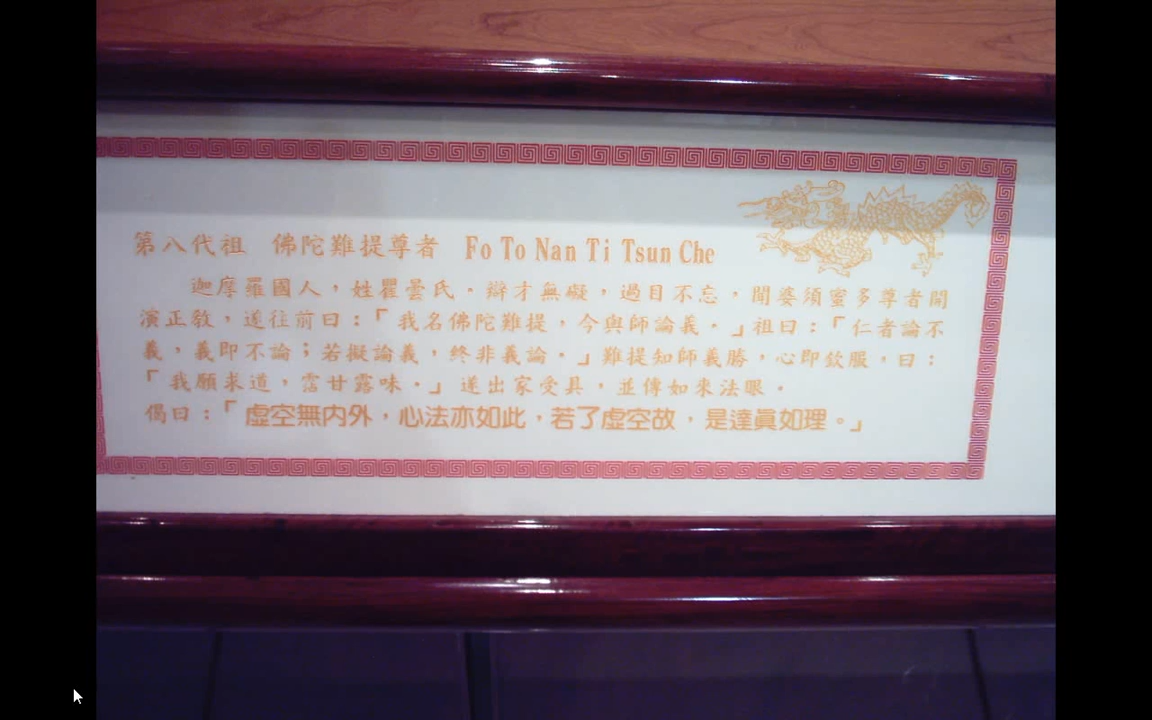 第八代祖 佛陀難提尊者 Fo To Nan Ti Tsun Che
迦摩羅國人，姓瞿曇氏。辯才無礙，過目不忘，聞婆須蜜多尊者開
演正教，遂往前曰：「我名佛陀難提，今與師論義。」祖曰：「仁者論不
義，義即不論；若擬論義，終非義論。」難提知師義勝，心即欽服，曰：
「我願求道，霑甘露味。」遂出家受具，並傳如來法眼。
偈曰：「虛空無內外，心法亦如此，若了虛空故，是達眞如理。」